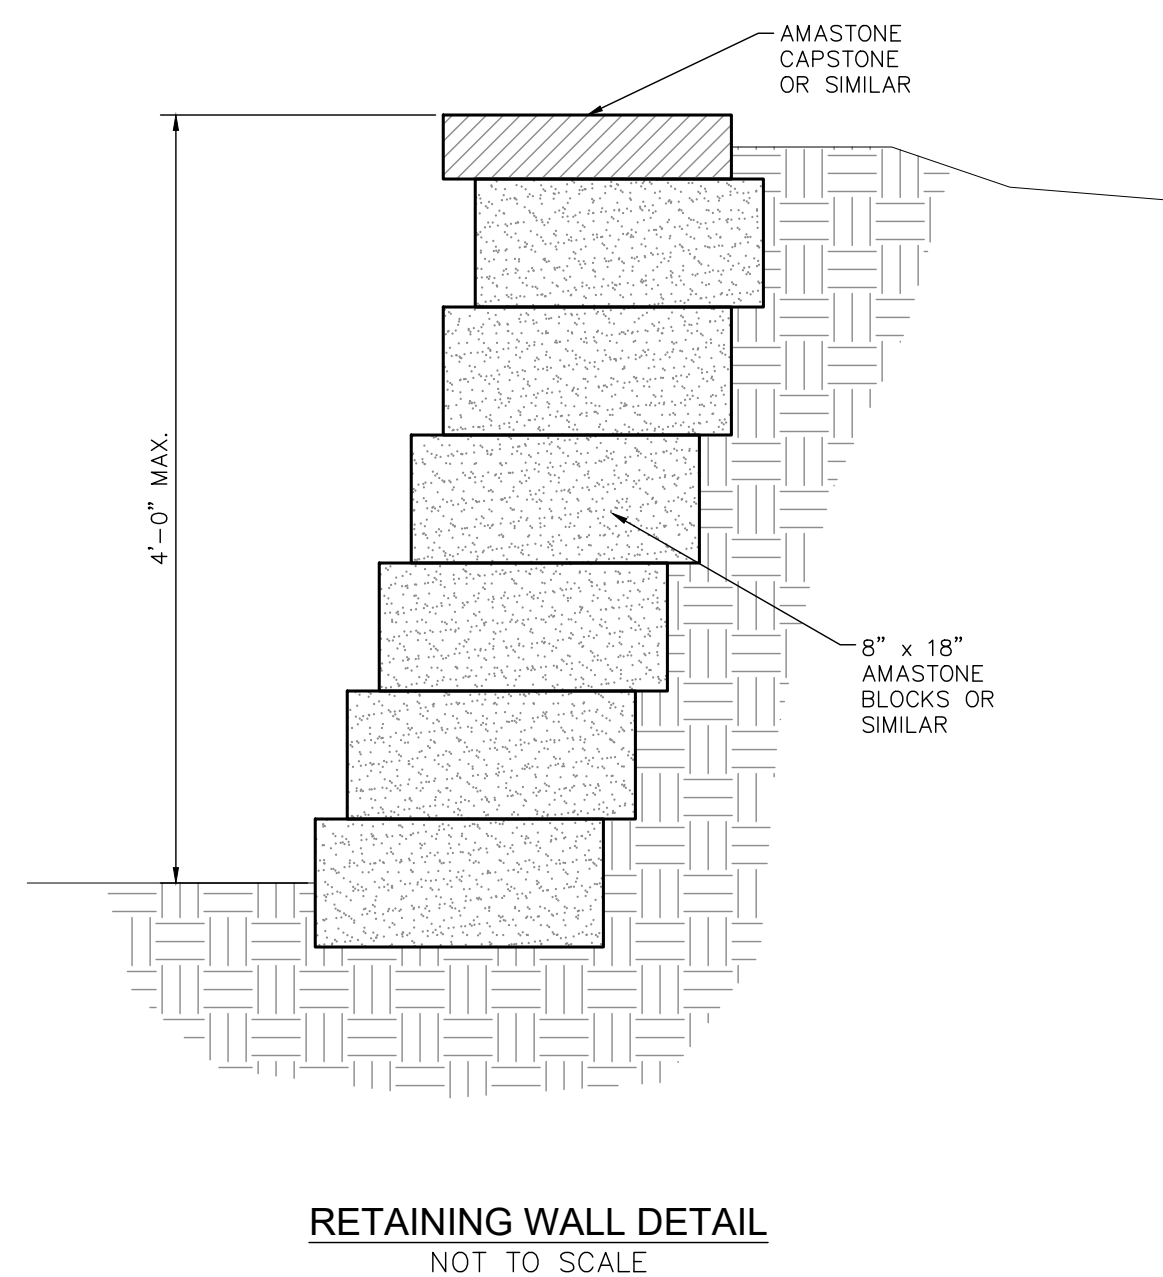 AMASTONE
CAPSTONE
OR SIMILAR
4'-0" MAX.
8" x 18"
AMASTONE
BLOCKS OR
SIMILAR
RETAINING WALL DETAIL
NOT TO SCALE